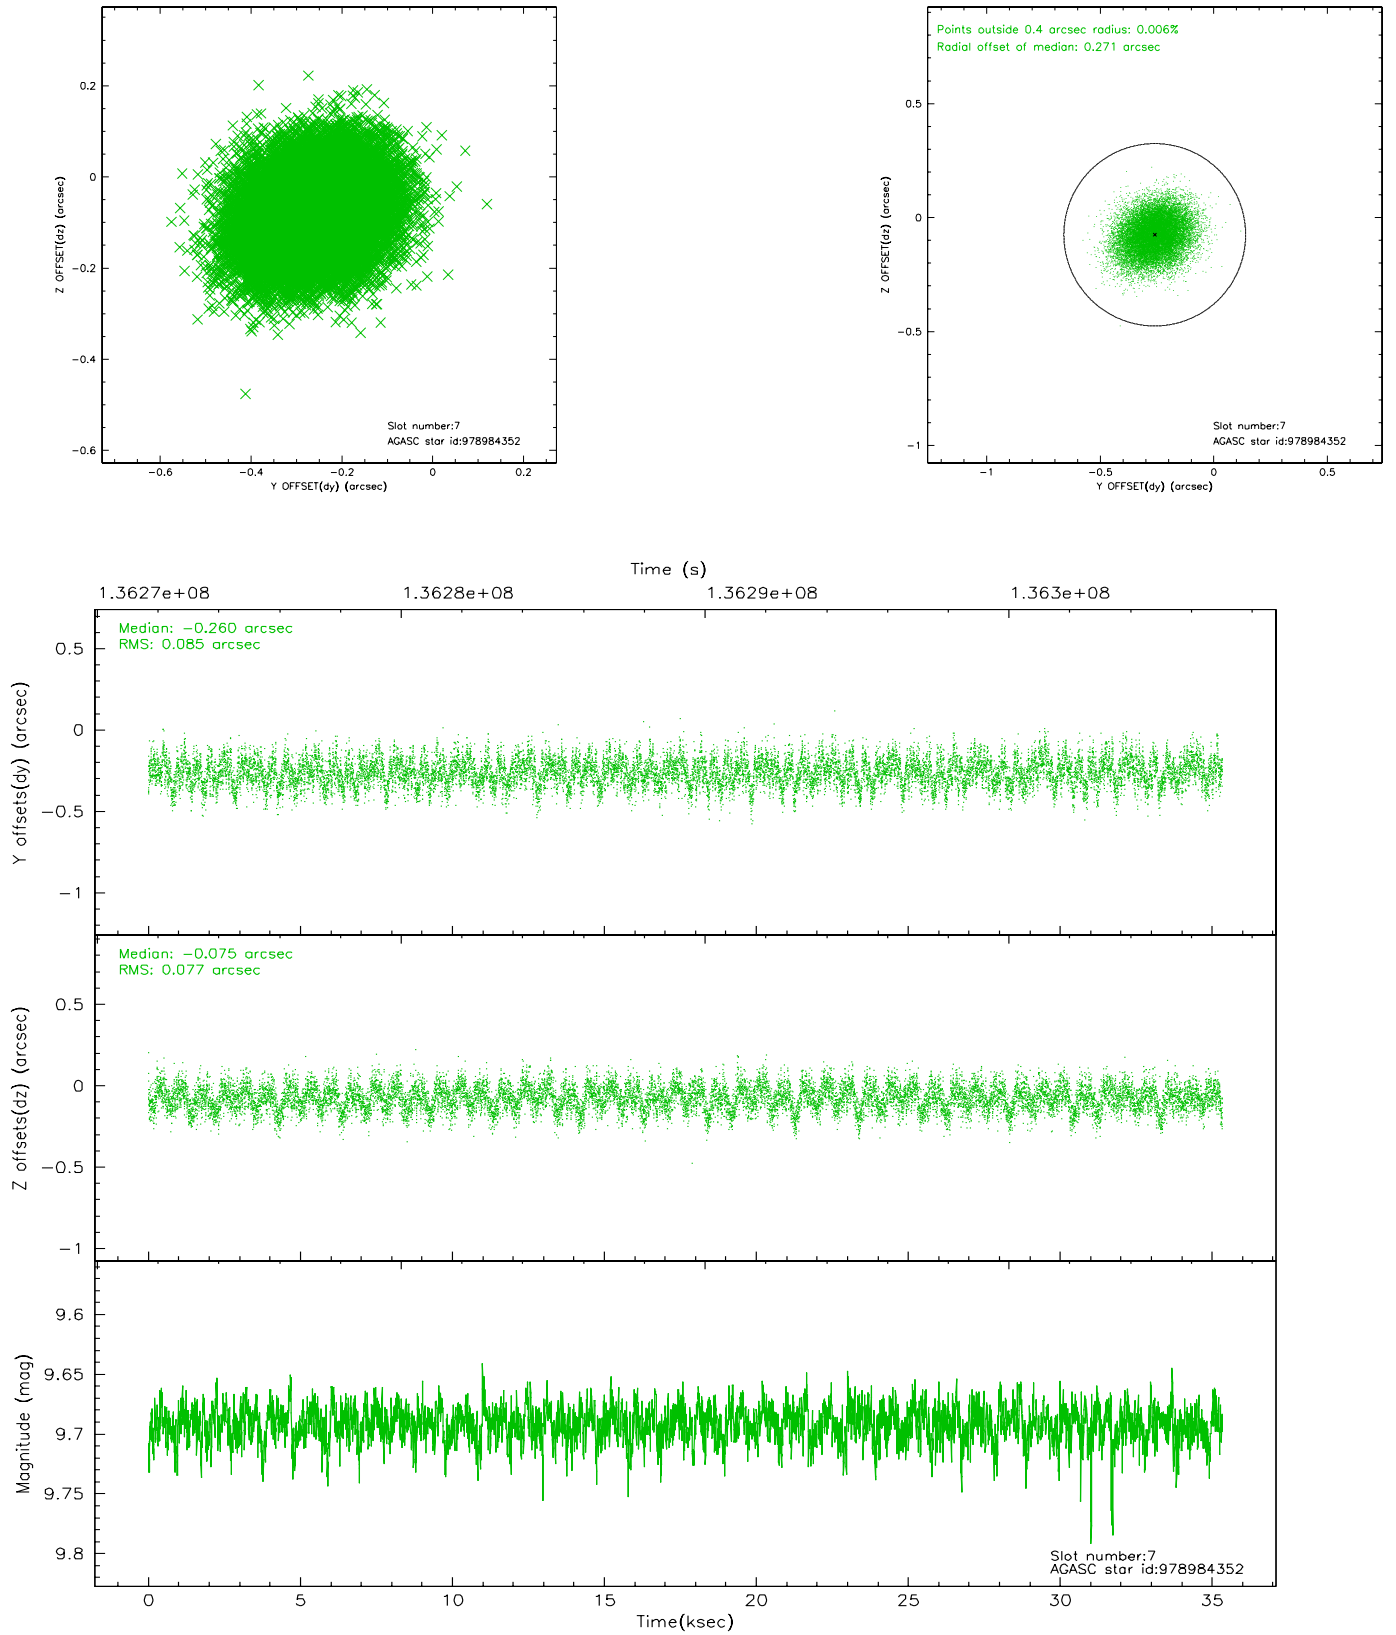 0.2
0
−0.2
−0.4
−0.6
Z OFFSET(dz) (arcsec)
Slot number:7
AGASC star id:978984352
−0.6
−0.4
−0.2
0
0.2
Y OFFSET(dy) (arcsec)
Points outside 0.4 arcsec radius: 0.006%
Radial offset of median: 0.271 arcsec
0.5
0
−0.5
−1
Z OFFSET(dz) (arcsec)
Slot number:7
AGASC star id:978984352
−1
−0.5
0
0.5
Y OFFSET(dy) (arcsec)
Time (s)
1.3627e+08
1.3628e+08
1.3629e+08
1.363e+08
Median: −0.260 arcsec
RMS: 0.085 arcsec
0.5
0
−0.5
−1
Y offsets(dy) (arcsec)
Median: −0.075 arcsec
RMS: 0.077 arcsec
0.5
0
−0.5
−1
Z offsets(dz) (arcsec)
9.6
9.65
9.7
9.75
9.8
Magnitude (mag)
Slot number:7
AGASC star id:978984352
0
5
10
15
20
25
30
35
Time(ksec)